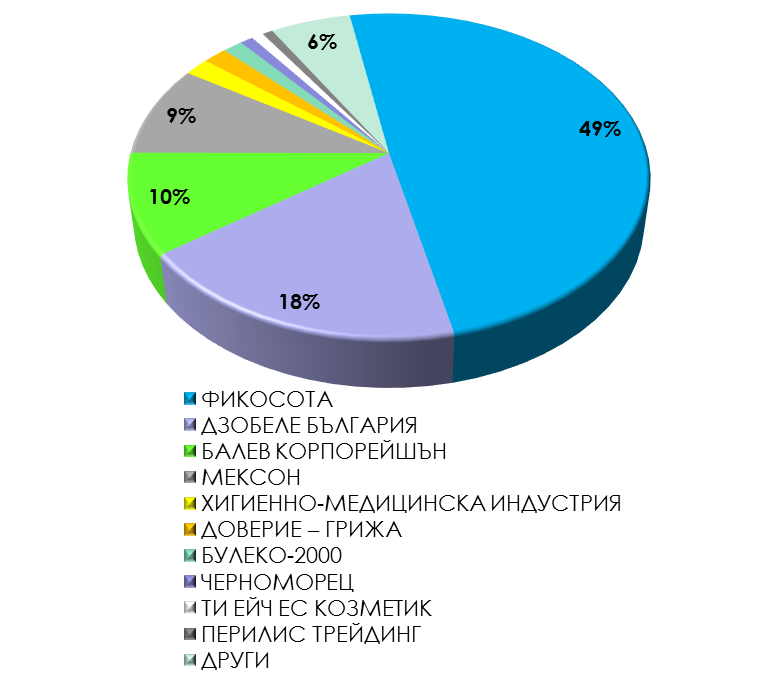 6%
49%
9%
10%
18%
ФИКОСОТА
ДЗОБЕЛЕ БЪЛГАРИЯ
БАЛЕВ КОРПОРЕЙШЪН
МЕКСОН
ХИГИЕННО-МЕДИЦИНСКА ИНДУСТРИЯ
ДОВЕРИЕ – ГРИЖА
БУЛЕКО-2000
ЧЕРНОМОРЕЦ
ТИ ЕЙЧ ЕС КОЗМЕТИК
ПЕРИЛИС ТРЕЙДИНГ
ДРУГИ